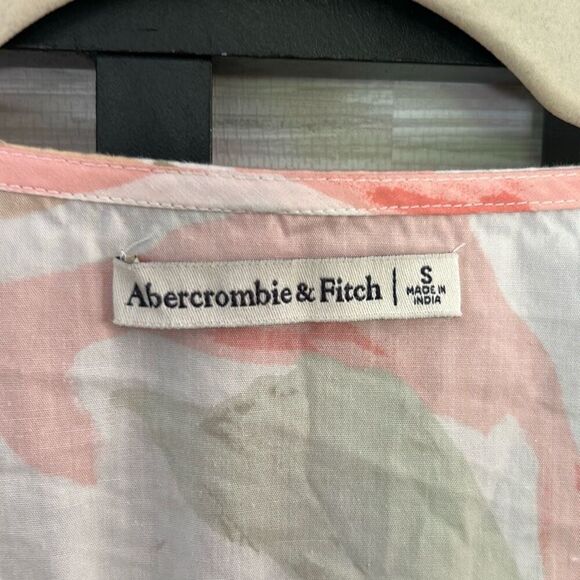 Abercrombie & Fitch | S
MADE IN
INDIA